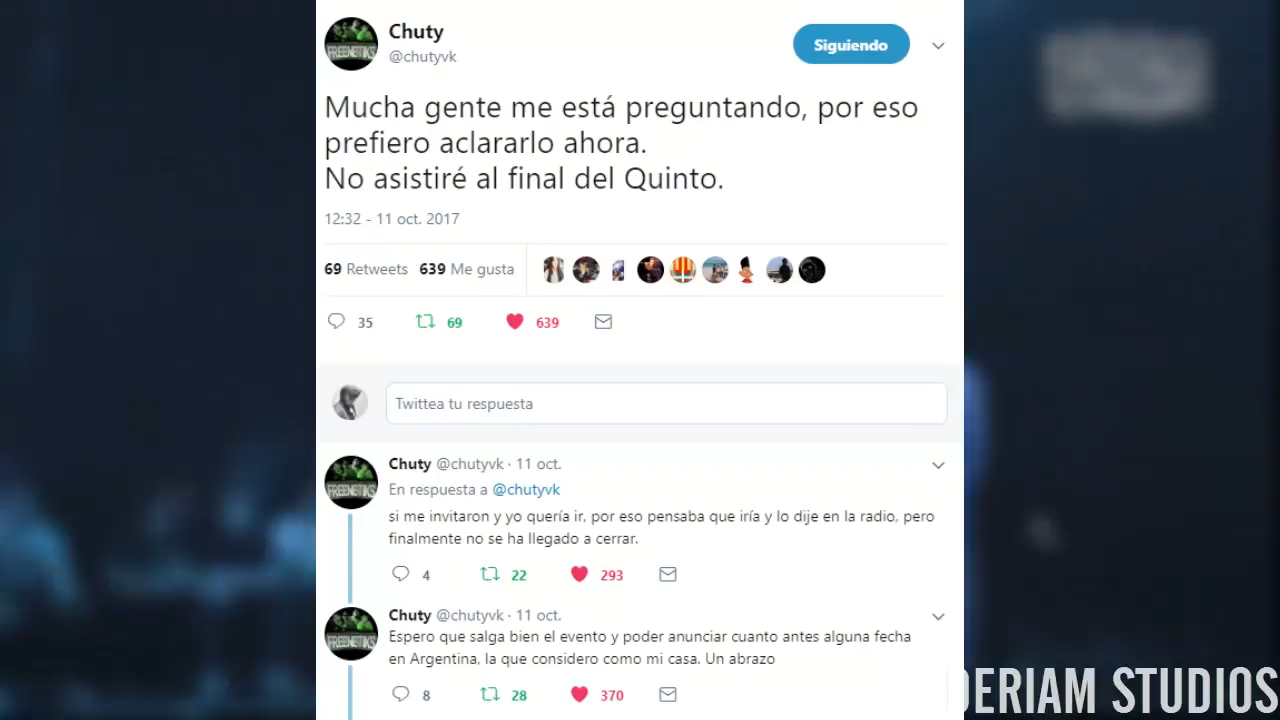 Chuty
@chutyvk
Siguiendo
Mucha gente me está preguntando, por eso
prefiero aclararlo ahora.
No asistiré al final del Quinto.
12:32 - 11 oct. 2017
69 Retweets 639 Me gusta
35 69 639
Twittea tu respuesta
Chuty @chutyvk · 11 oct.
En respuesta a @chutyvk
si me invitaron y yo quería ir, por eso pensaba que iría y lo dije en la radio, pero
finalmente no se ha llegado a cerrar.
4 22 293
Chuty @chutyvk · 11 oct.
Espero que salga bien el evento y poder anunciar cuanto antes alguna fecha
en Argentina, la que considero como mi casa. Un abrazo
8 28 370
DERIAM STUDIOS
FREENETIKS
FREENETIKS
FREENETIKS